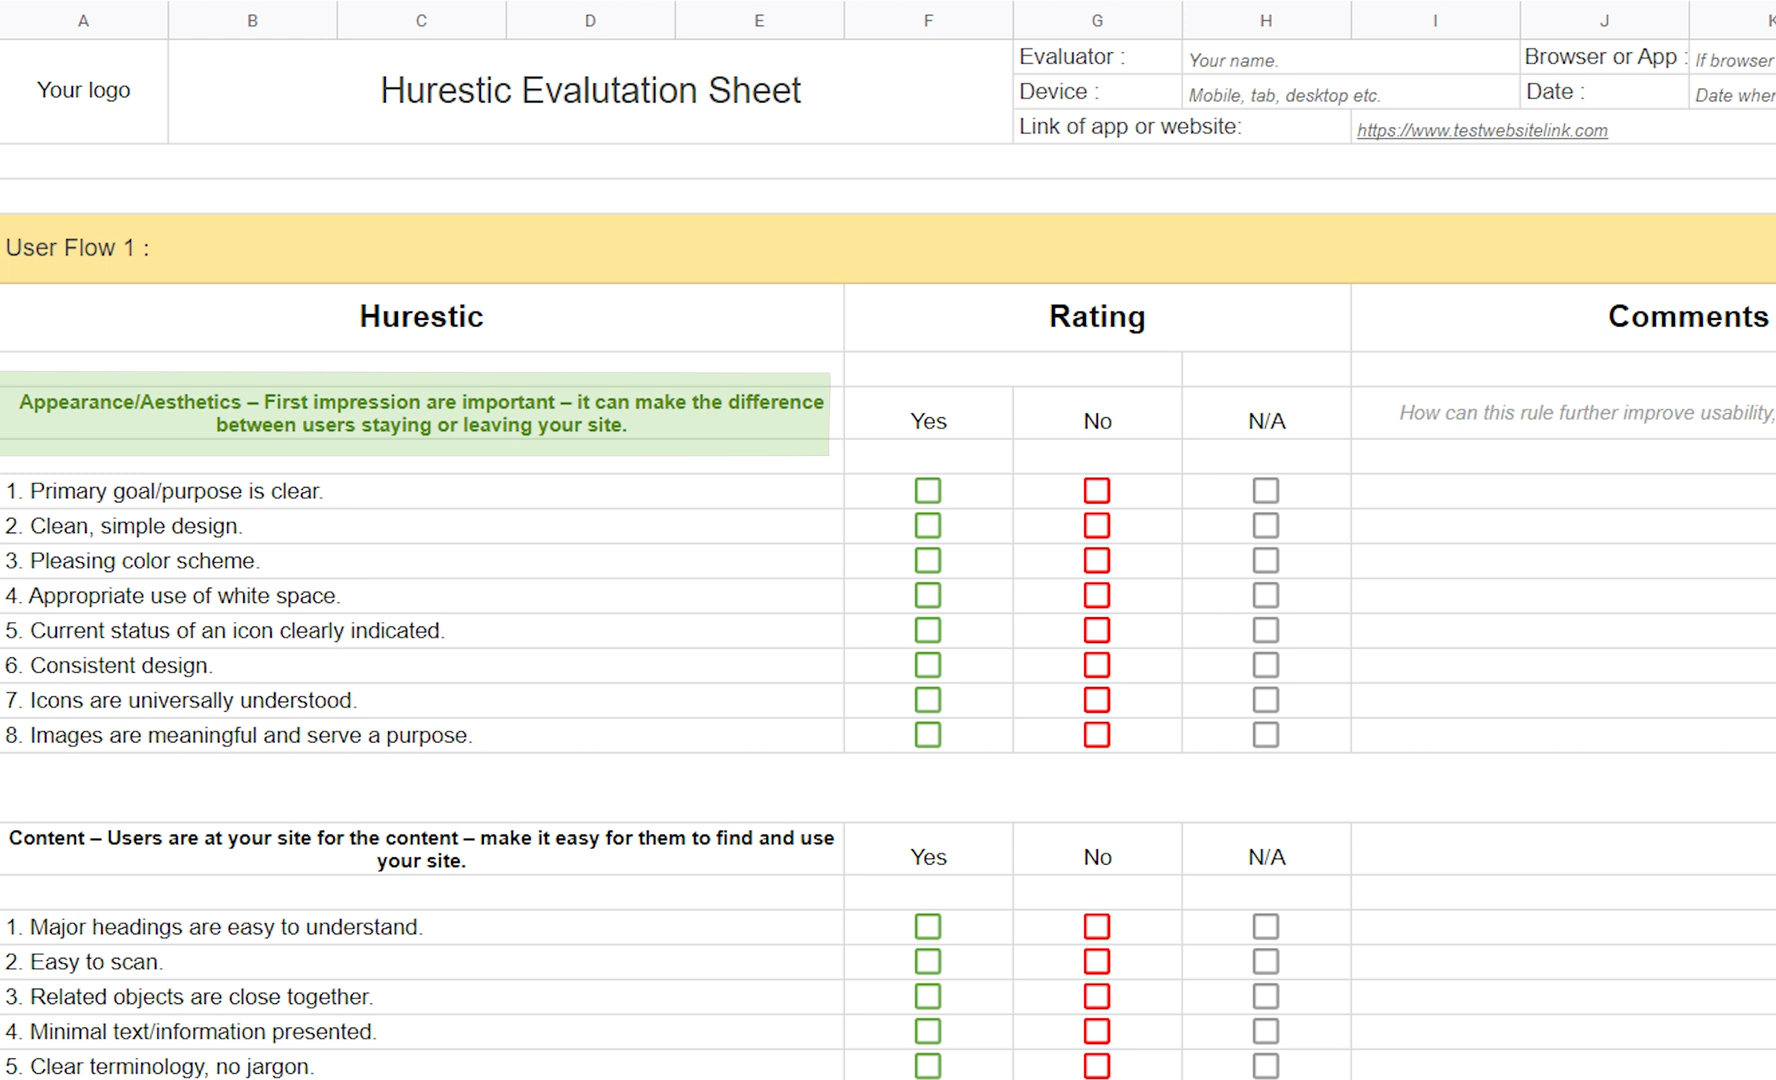 A B C D E F G H I J K
Your logo
Hurestic Evalutation Sheet
Evaluator :
Your name.
Browser or App :
If browser
Device :
Mobile, tab, desktop etc.
Date :
Date when
Link of app or website:
https://www.testwebsitelink.com
User Flow 1 :
Hurestic
Rating
Comments
Appearance/Aesthetics – First impression are important – it can make the difference
between users staying or leaving your site.
Yes
No
N/A
How can this rule further improve usability,
1. Primary goal/purpose is clear.
2. Clean, simple design.
3. Pleasing color scheme.
4. Appropriate use of white space.
5. Current status of an icon clearly indicated.
6. Consistent design.
7. Icons are universally understood.
8. Images are meaningful and serve a purpose.
Content – Users are at your site for the content – make it easy for them to find and use
your site.
Yes
No
N/A
1. Major headings are easy to understand.
2. Easy to scan.
3. Related objects are close together.
4. Minimal text/information presented.
5. Clear terminology, no jargon.